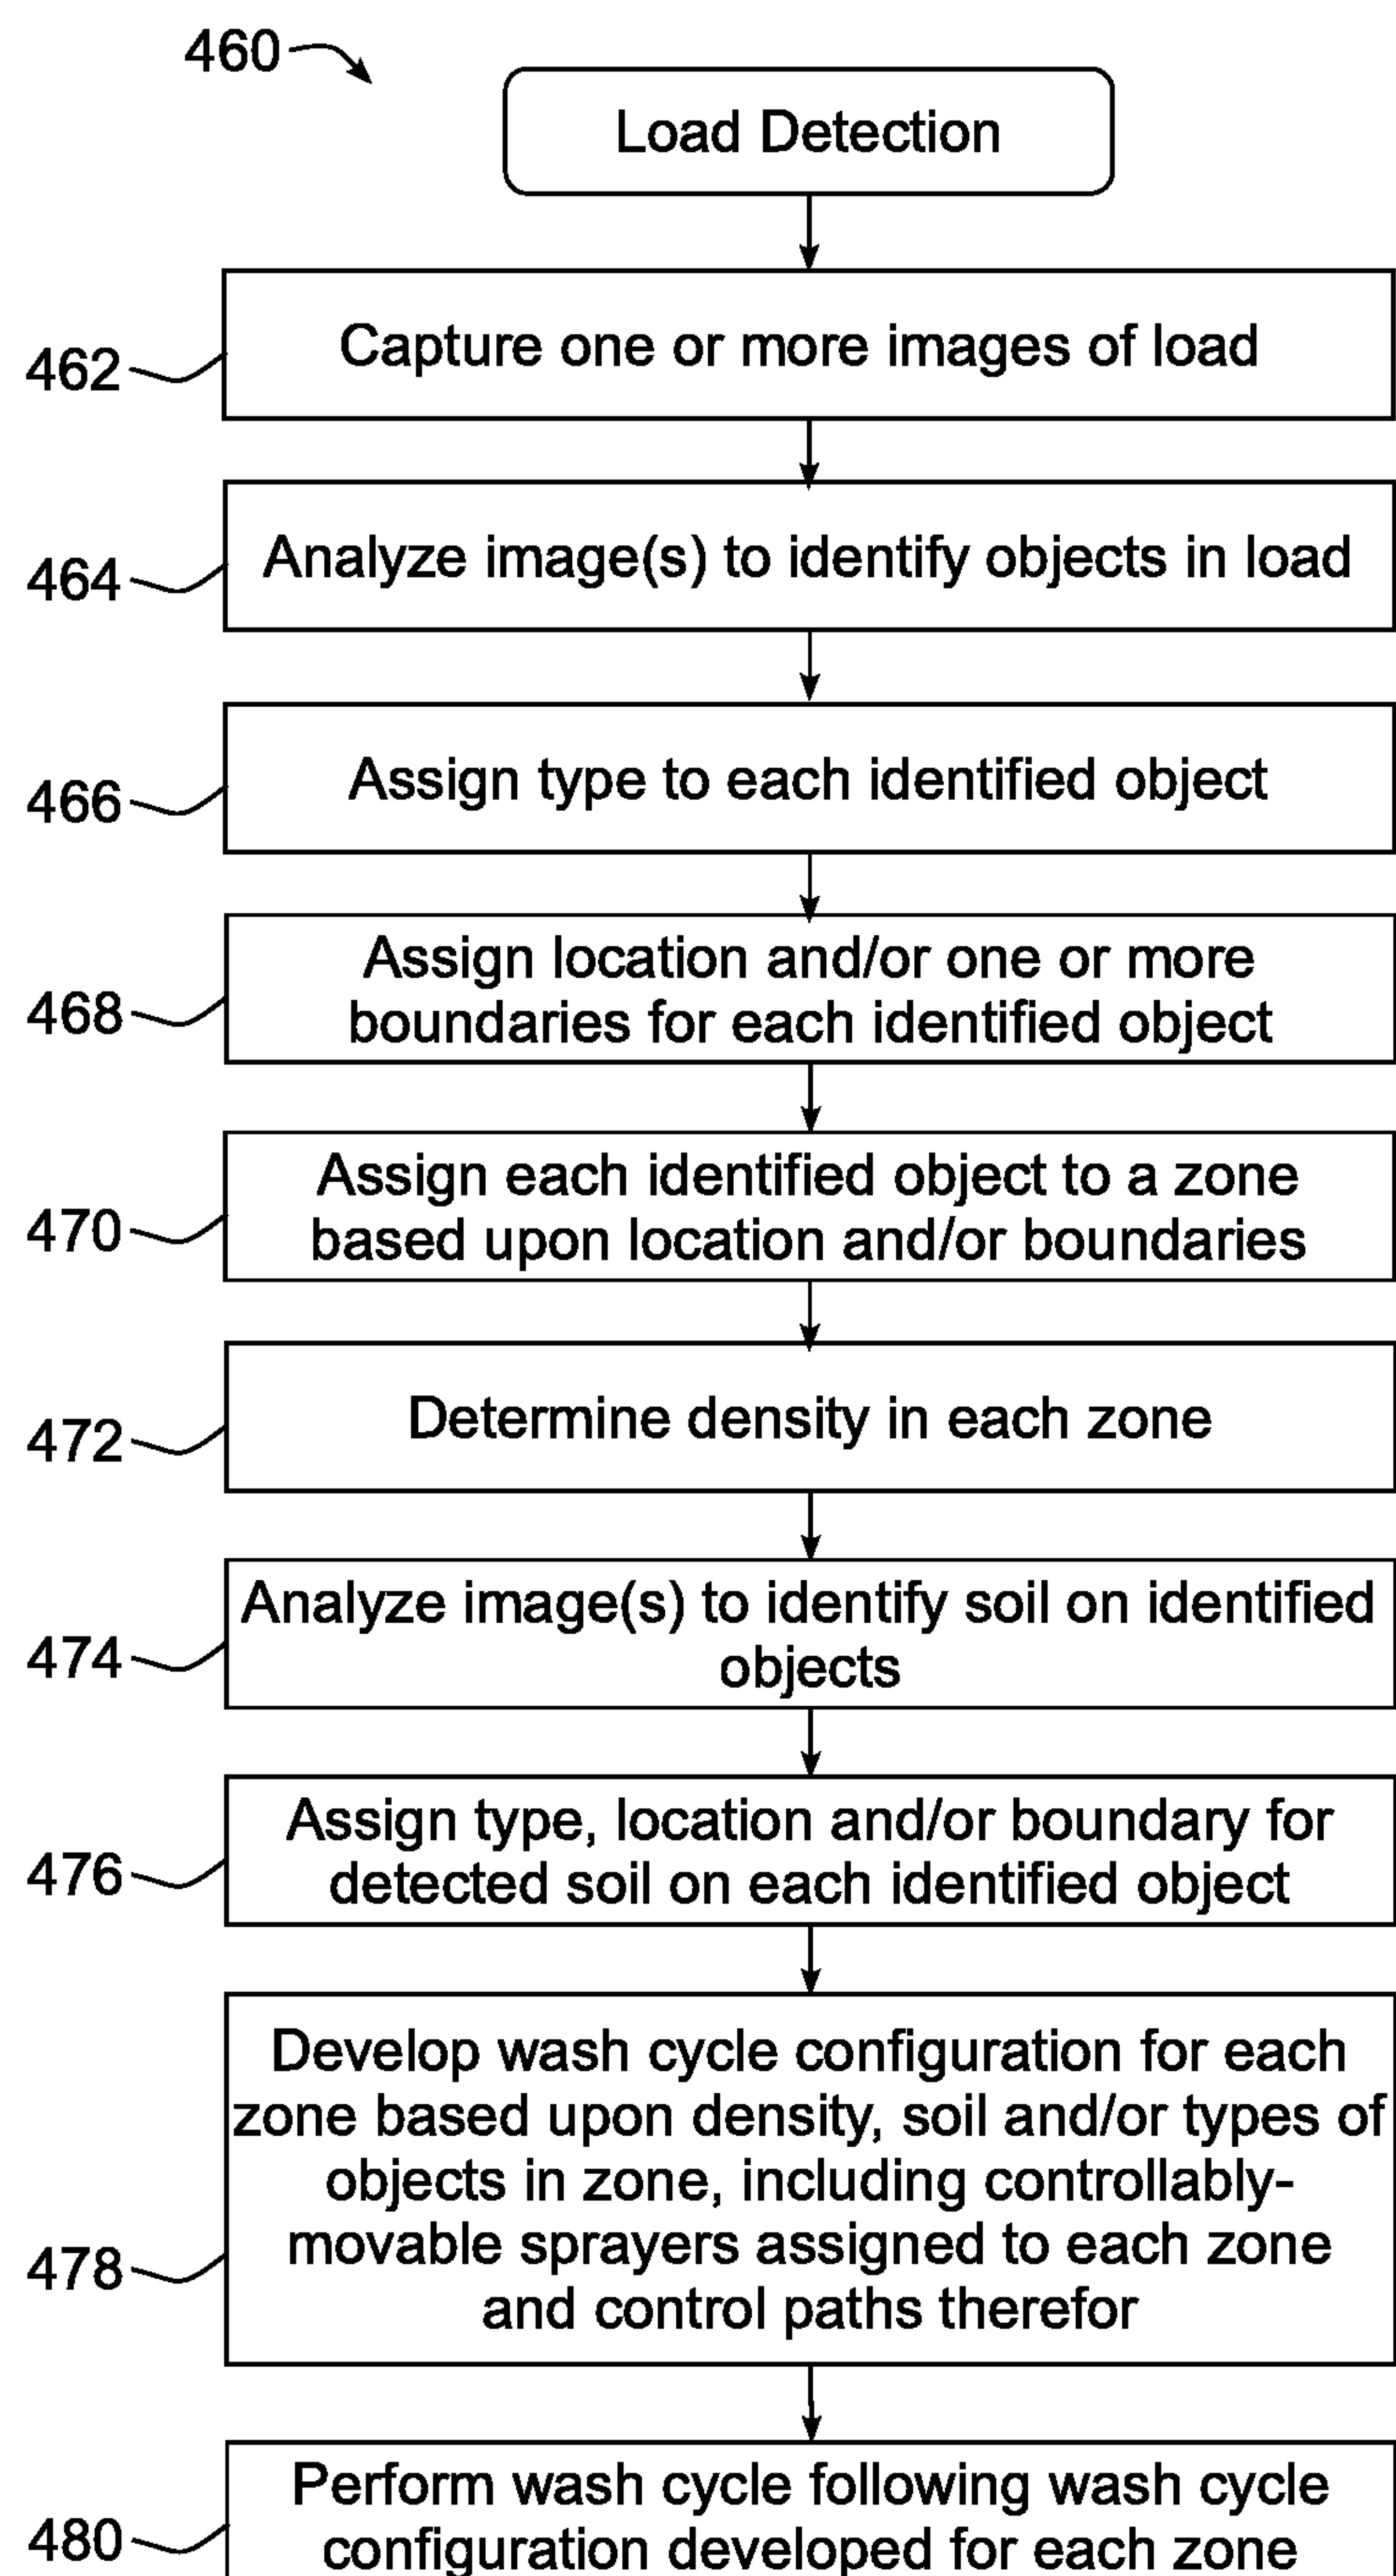 460
Load Detection
462
Capture one or more images of load
464
Analyze image(s) to identify objects in load
466
Assign type to each identified object
468
Assign location and/or one or more
boundaries for each identified object
470
Assign each identified object to a zone
based upon location and/or boundaries
472
Determine density in each zone
474
Analyze image(s) to identify soil on identified
objects
476
Assign type, location and/or boundary for
detected soil on each identified object
478
Develop wash cycle configuration for each
zone based upon density, soil and/or types of
objects in zone, including controllably-
movable sprayers assigned to each zone
and control paths therefor
480
Perform wash cycle following wash cycle
configuration developed for each zone